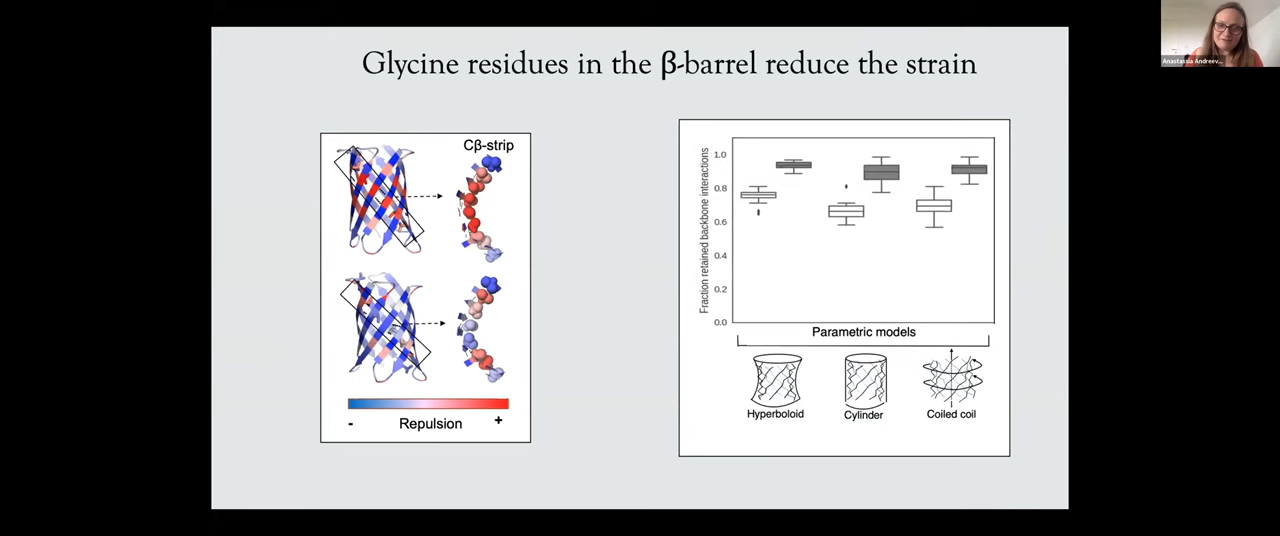 Glycine residues in the β-barrel reduce the strain
Cβ-strip
- Repulsion +
Fraction retained backbone interactions
1.0
0.8
0.6
0.4
0.2
0.0
Parametric models
Hyperboloid Cylinder Coiled coil
Anastassia Andreev...